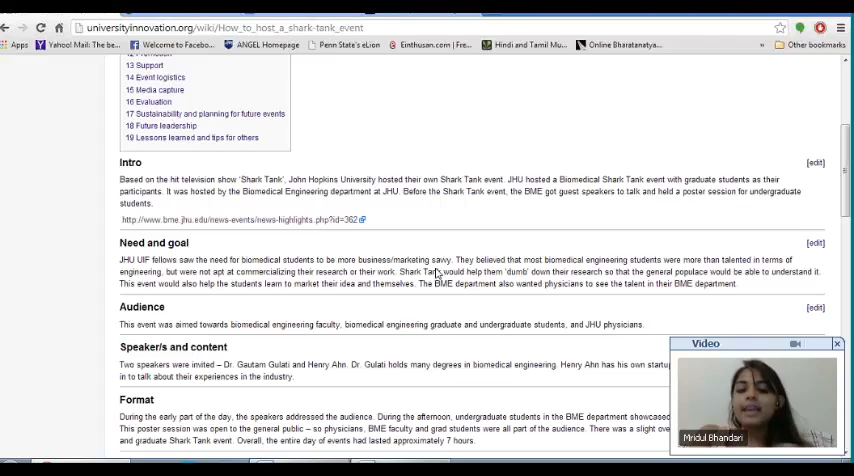 universityinnovation.org/wiki/How_to_host_a_shark-tank_event
Apps Yahoo! Mail: The be... Welcome to Facebo... ANGEL Homepage Penn State's eLion Enthusan.com - (Fre... Hindi and Tamil Mu... Online Bharatanatya... Other bookmarks
13 Support
14 Event logistics
15 Media capture
16 Evaluation
17 Sustainability and planning for future events
18 Future leadership
19 Lessons learned and tips for others
Intro [edit]
Based on the hit television show 'Shark Tank', John Hopkins University hosted their own Shark Tank event. JHU hosted a Biomedical Shark Tank event with graduate students as their
participants. It was hosted by the Biomedical Engineering department at JHU. Before the Shark Tank event, the BME got guest speakers to talk and held a poster session for undergraduate
students.
http://www.bme.jhu.edu/news-events/news-highlights.php?id=362
Need and goal [edit]
JHU UIF fellows saw the need for biomedical students to be more business/marketing savvy. They believed that most biomedical engineering students were more than talented in terms of
engineering, but were not apt at commercializing their research or their work. Shark Tank would help them 'dumb' down their research so that the general populace would be able to understand it.
This event would also help the students learn to market their idea and themselves. The BME department also wanted physicians to see the talent in their BME department.
Audience [edit]
This event was aimed towards biomedical engineering faculty, biomedical engineering graduate and undergraduate students, and JHU physicians.
Speaker/s and content
Two speakers were invited – Dr. Gautam Gulati and Henry Ahn. Dr. Gulati holds many degrees in biomedical engineering. Henry Ahn has his own startup
in to talk about their experiences in the industry.
Format
During the early part of the day, the speakers addressed the audience. During the afternoon, undergraduate students in the BME department showcased
This poster session was open to the general public – so physicians, BME faculty and grad students were all part of the audience. There was a slight ove
and graduate Shark Tank event. Overall, the entire day of events had lasted approximately 7 hours.
Video
Mridul Bhandari